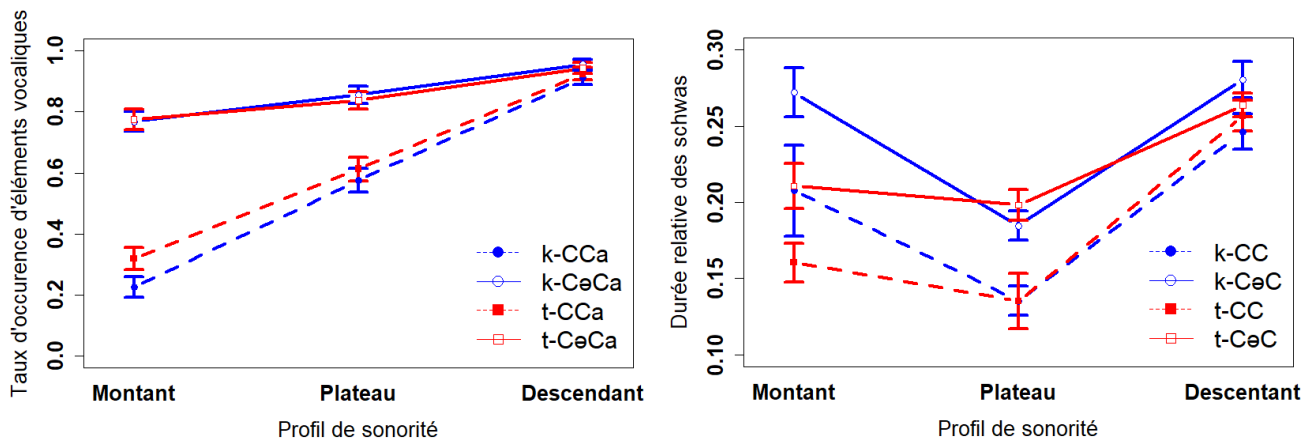 Taux d'occurence d'éléments vocaliques
1.0
0.8
0.6
0.4
0.2
0.0
k-CCa
k-CəCa
t-CCa
t-CəCa
Montant
Plateau
Descendant
Profil de sonorité
Durée relative des schwas
0.30
0.25
0.20
0.15
0.10
k-CC
k-CəC
t-CC
t-CəC
Montant
Plateau
Descentant
Profil de sonorité